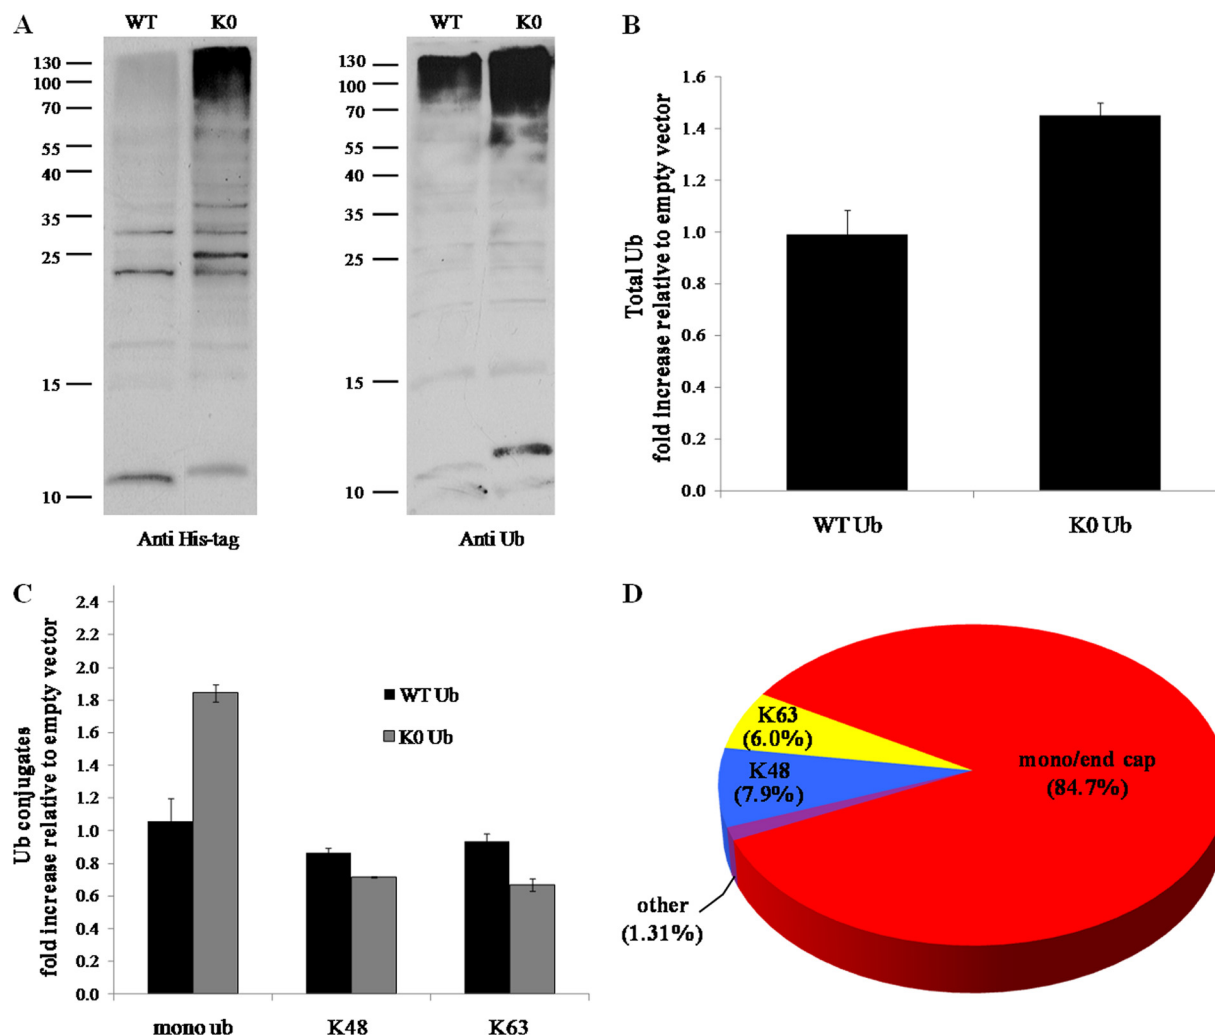 A
WT K0
130
100
70
55
40
35
25
15
10
Anti His-tag
WT K0
130
100
70
55
40
35
25
15
10
Anti Ub
B
Total Ub
fold increase relative to empty vector
1.6
1.4
1.2
1.0
0.8
0.6
0.4
0.2
0.0
WT Ub K0 Ub
C
Ub conjugates
fold increase relative to empty vector
2.4
2.2
2.0
1.8
1.6
1.4
1.2
1.0
0.8
0.6
0.4
0.2
0.0
WT Ub
K0 Ub
mono ub K48 K63
D
K63
(6.0%)
K48
(7.9%)
mono/end cap
(84.7%)
other
(1.31%)